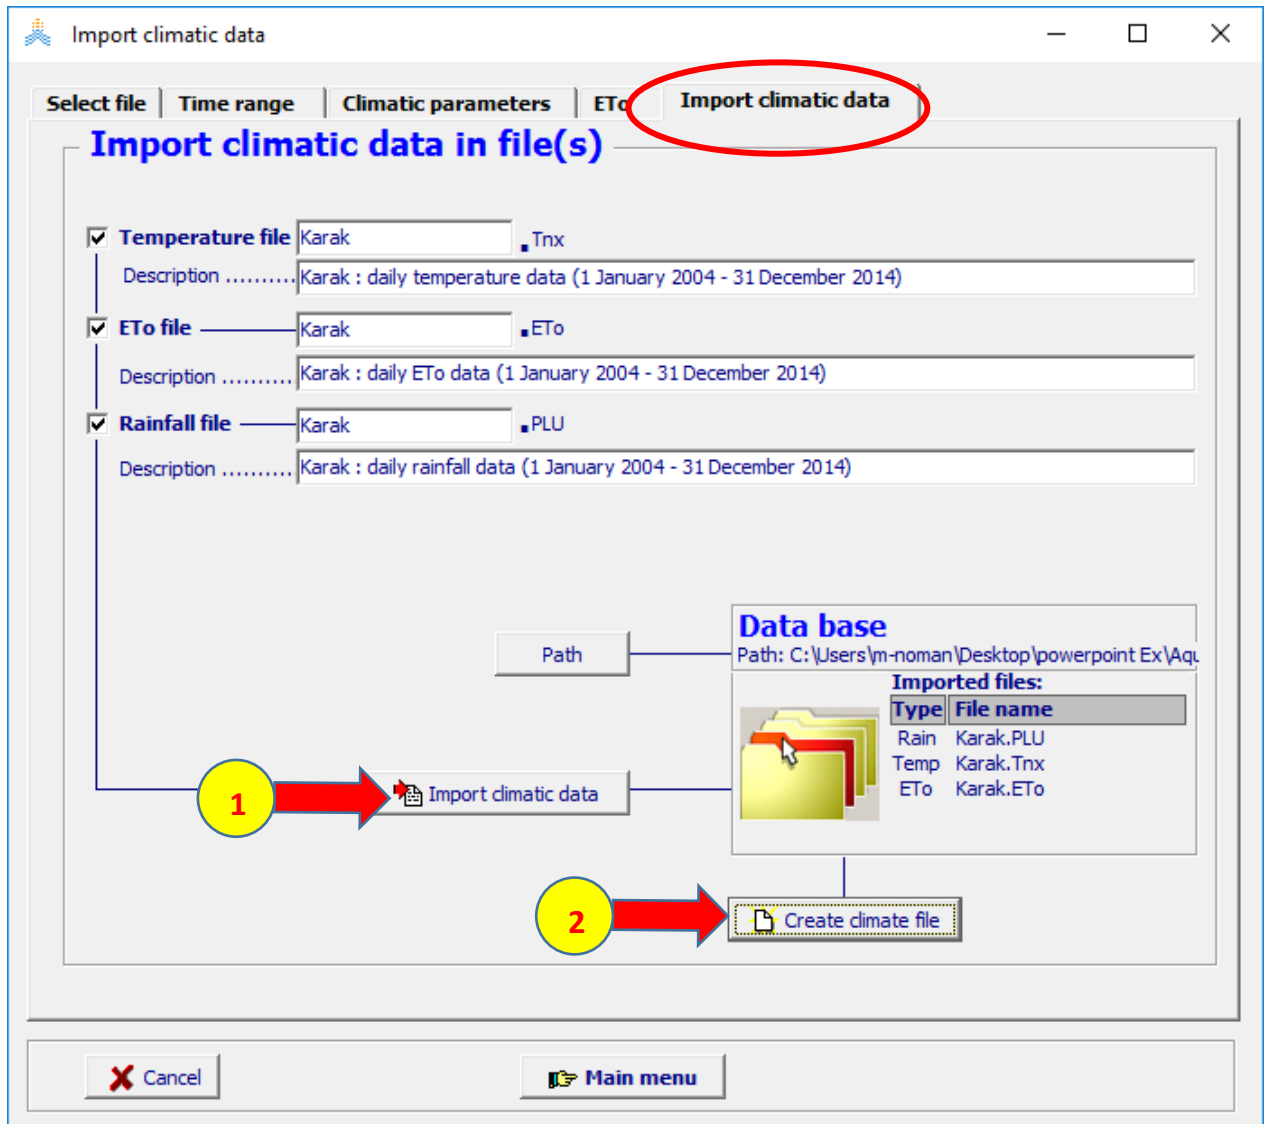 Import climatic data
Select file Time range Climatic parameters ETo Import climatic data
Import climatic data in file(s)
Temperature file Karak .Tnx
Description .......... Karak : daily temperature data (1 January 2004 - 31 December 2014)
ETo file Karak .ETo
Description .......... Karak : daily ETo data (1 January 2004 - 31 December 2014)
Rainfall file Karak .PLU
Description .......... Karak : daily rainfall data (1 January 2004 - 31 December 2014)
Data base
Path Path: C:\Users\m-noman\Desktop\powerpoint Ex\Aqu
Imported files:
Type File name
Rain Karak.PLU
Temp Karak.Tnx
ETo Karak.ETo
1 Import climatic data
2 Create climate file
Cancel Main menu